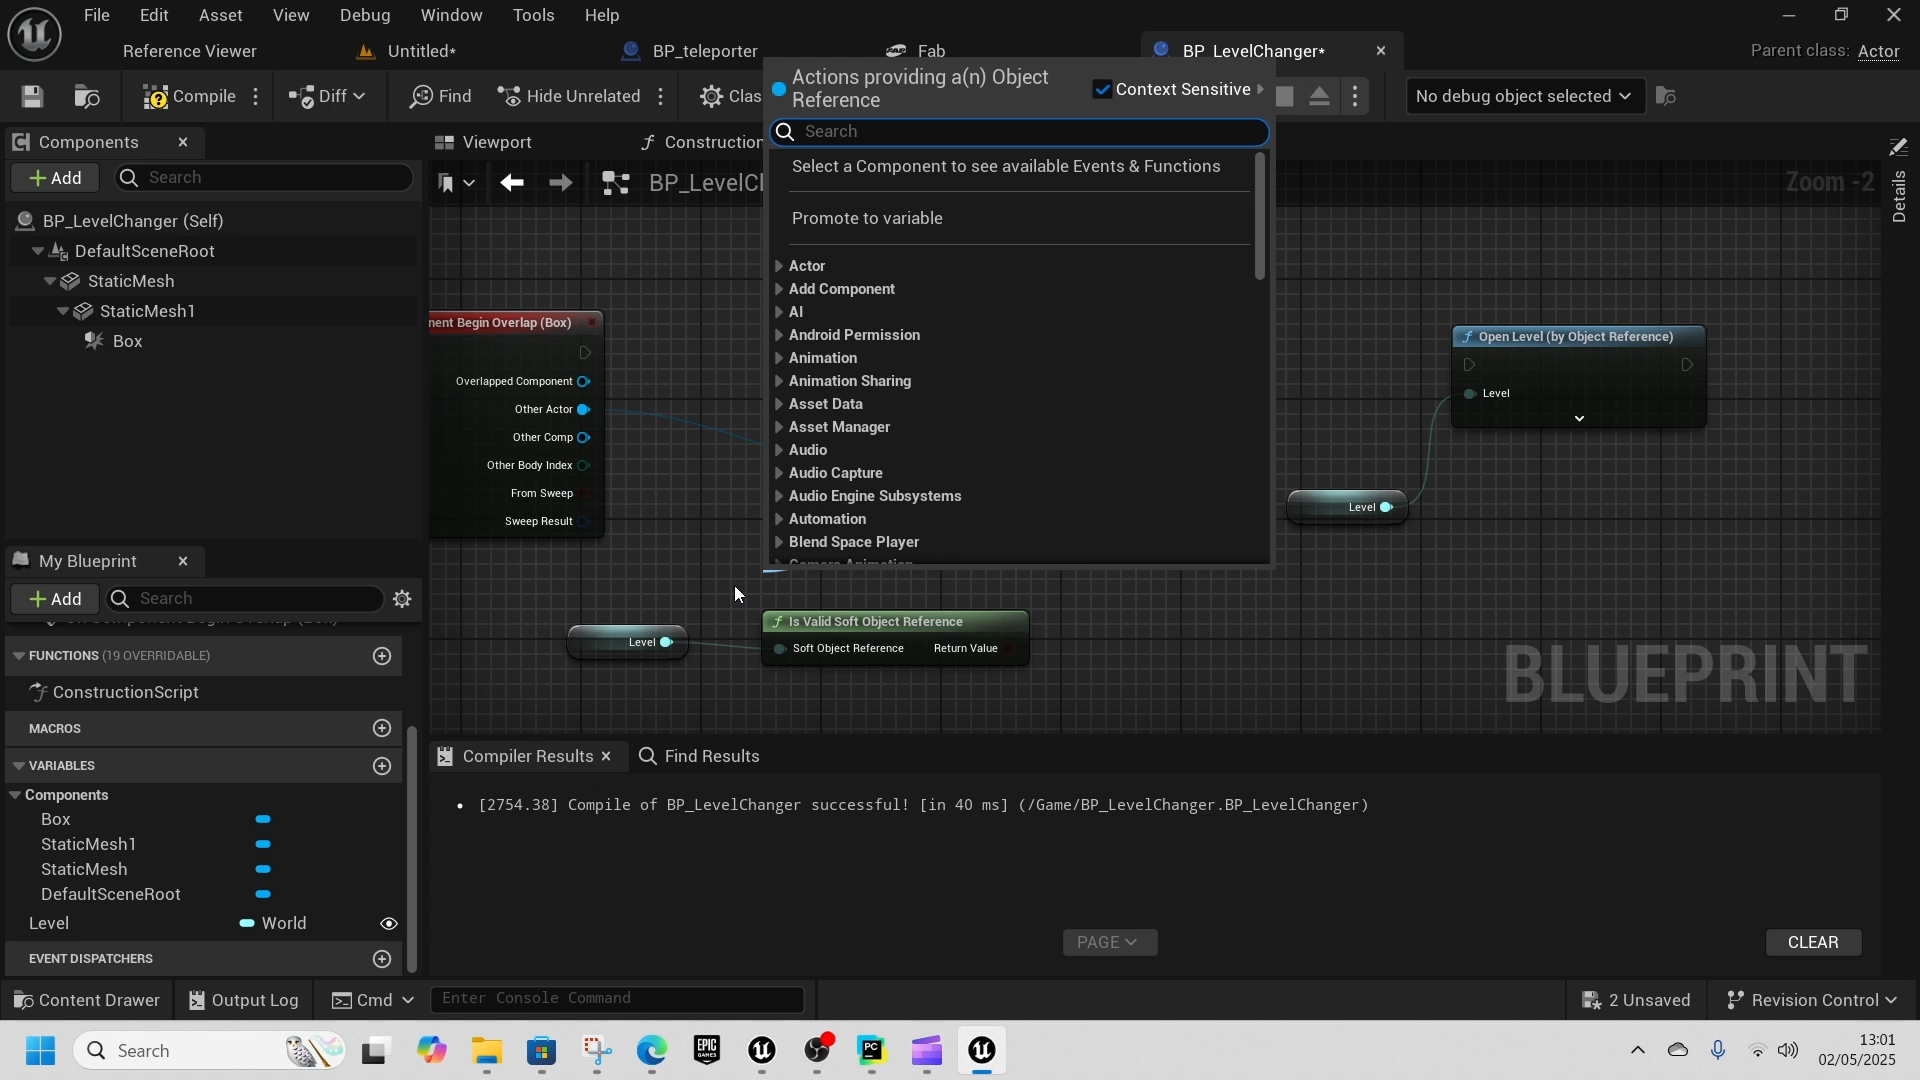 File Edit Asset View Debug Window Tools Help
Reference Viewer Untitled* BP_teleporter Fab BP_LevelChanger* Parent class: Actor
Compile Diff Find Hide Unrelated Clas No debug object selected
Actions providing a(n) Object
Reference
Context Sensitive
Search
Select a Component to see available Events & Functions
Promote to variable
Actor
Add Component
AI
Android Permission
Animation
Animation Sharing
Asset Data
Asset Manager
Audio
Audio Capture
Audio Engine Subsystems
Automation
Blend Space Player
Components
Add Search
BP_LevelChanger (Self)
DefaultSceneRoot
StaticMesh
StaticMesh1
Box
Viewport Construction
BP_LevelCl
Zoom -2
Details
nent Begin Overlap (Box)
Overlapped Component
Other Actor
Other Comp
Other Body Index
From Sweep
Sweep Result
Open Level (by Object Reference)
Level
Level
Level
Is Valid Soft Object Reference
Soft Object Reference Return Value
BLUEPRINT
My Blueprint
Add Search
FUNCTIONS (19 OVERRIDABLE)
ConstructionScript
MACROS
VARIABLES
Components
Box
StaticMesh1
StaticMesh
DefaultSceneRoot
Level World
EVENT DISPATCHERS
Compiler Results Find Results
[2754.38] Compile of BP_LevelChanger successful! [in 40 ms] (/Game/BP_LevelChanger.BP_LevelChanger)
PAGE CLEAR
Content Drawer Output Log Cmd Enter Console Command 2 Unsaved Revision Control
Search
EPIC GAMES
PC
13:01
02/05/2025